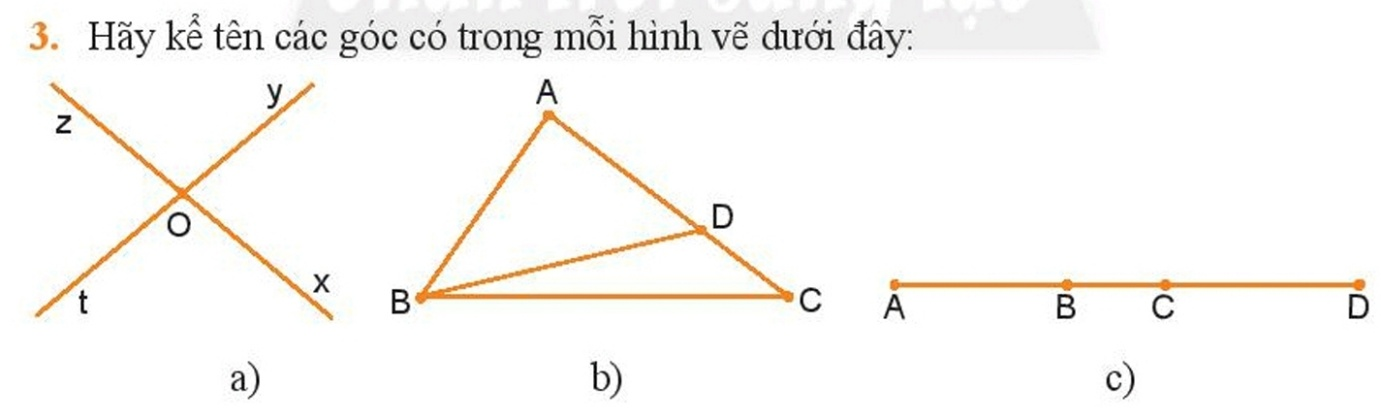 3. Hãy kể tên các góc có trong mỗi hình vẽ dưới đây:
z y O t x
A B D C
A B C D
a) b) c)